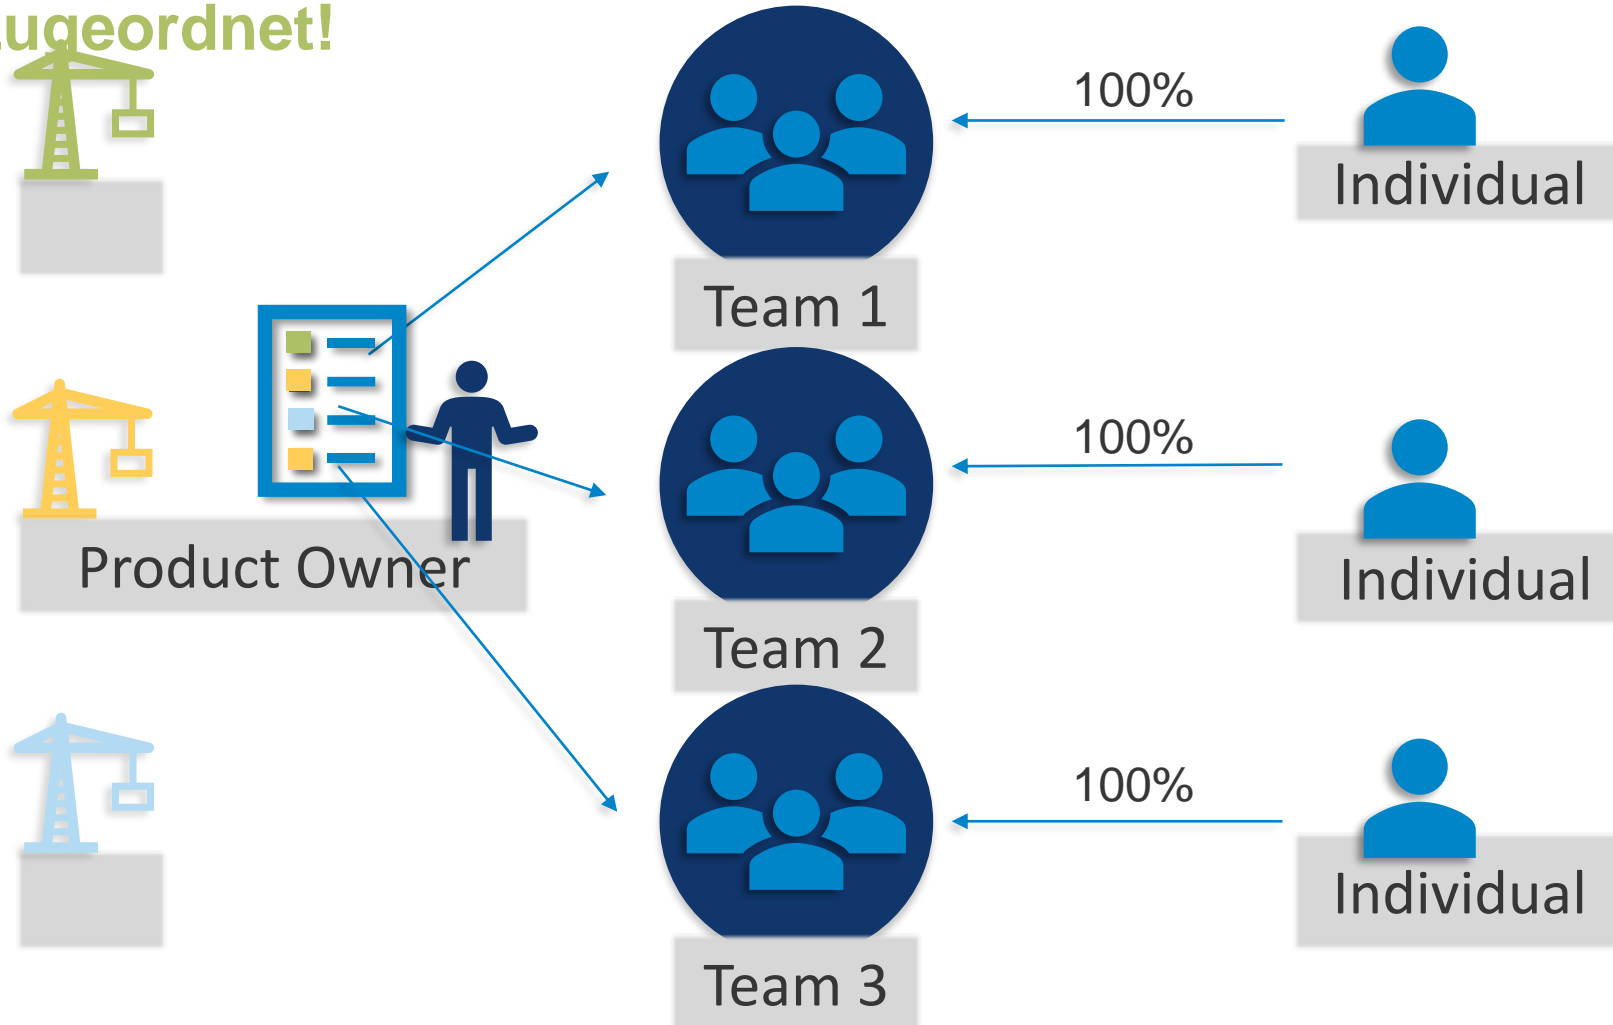 ugeordnet!
100%
Individual
Team 1
100%
Product Owner
Individual
Team 2
100%
Individual
Team 3